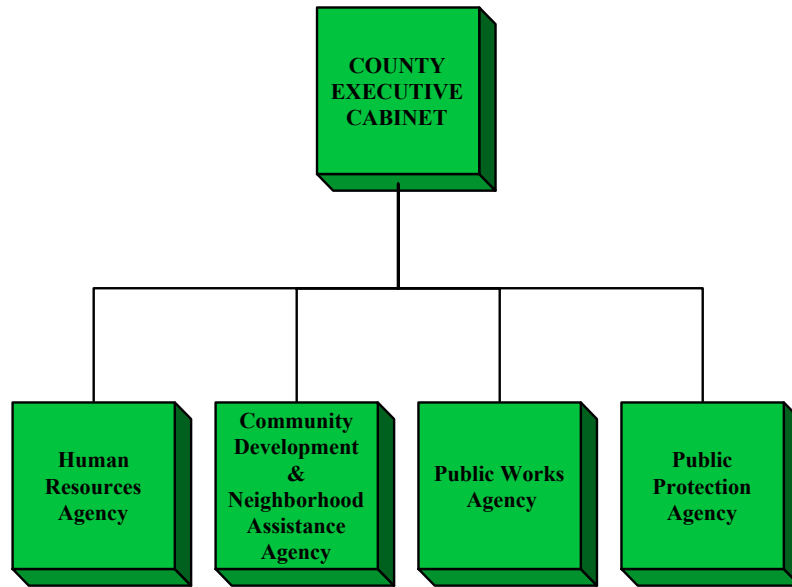 COUNTY
EXECUTIVE
CABINET
Human
Resources
Agency
Community
Development
&
Neighborhood
Assistance
Agency
Public Works
Agency
Public
Protection
Agency